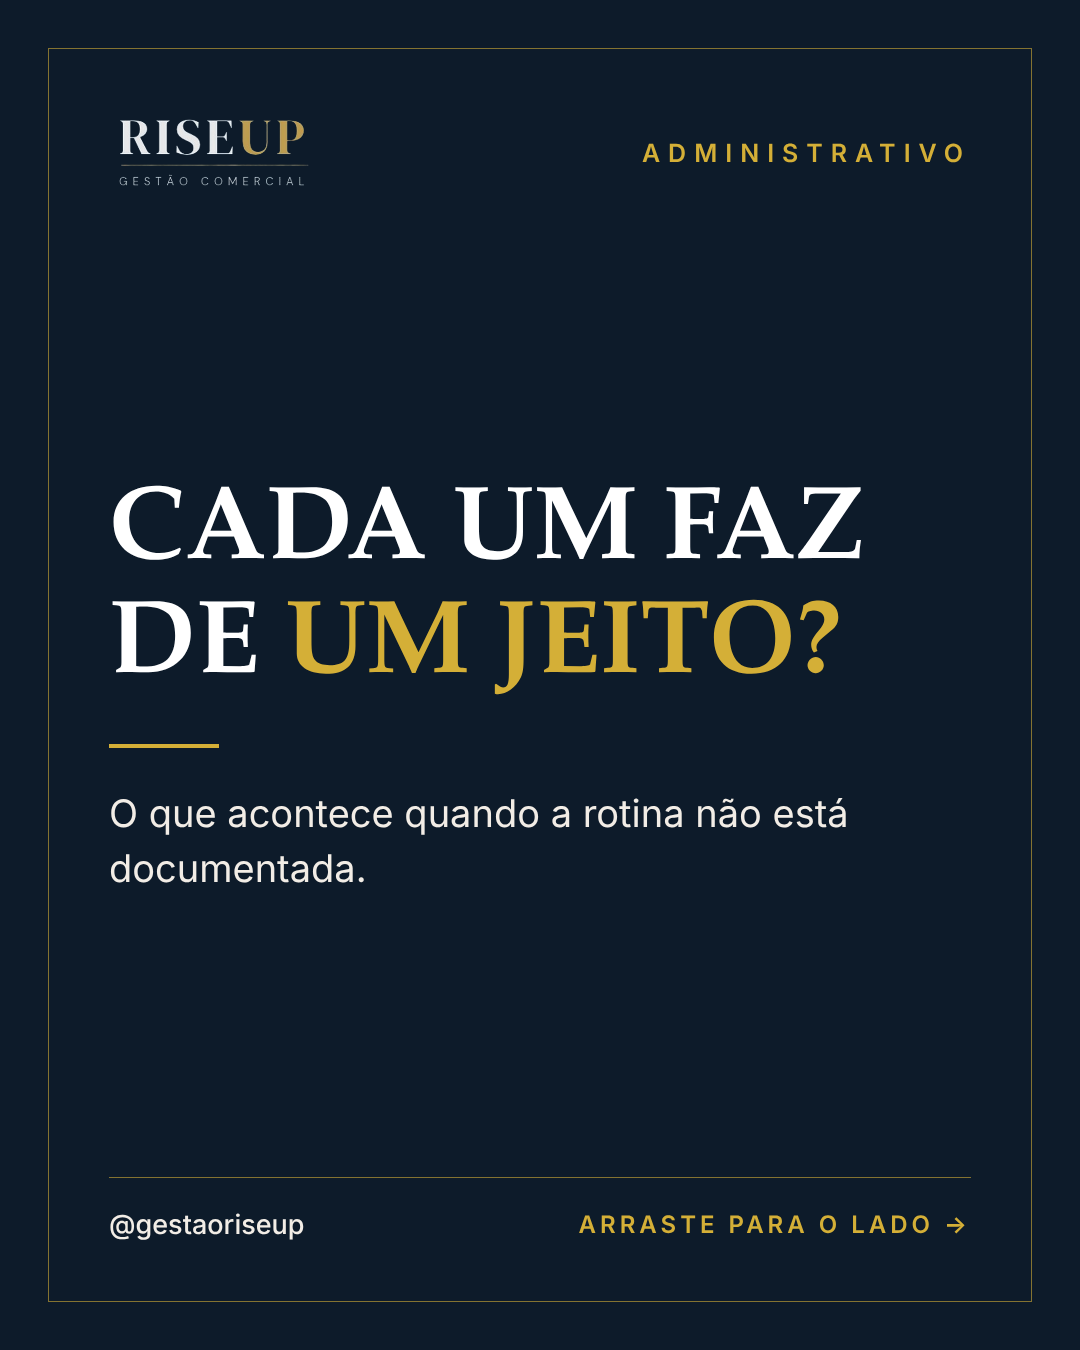 RISEUP
GESTÃO COMERCIAL
ADMINISTRATIVO
CADA UM FAZ
DE UM JEITO?
O que acontece quando a rotina não está
documentada.
@gestaoriseup
ARRASTE PARA O LADO →